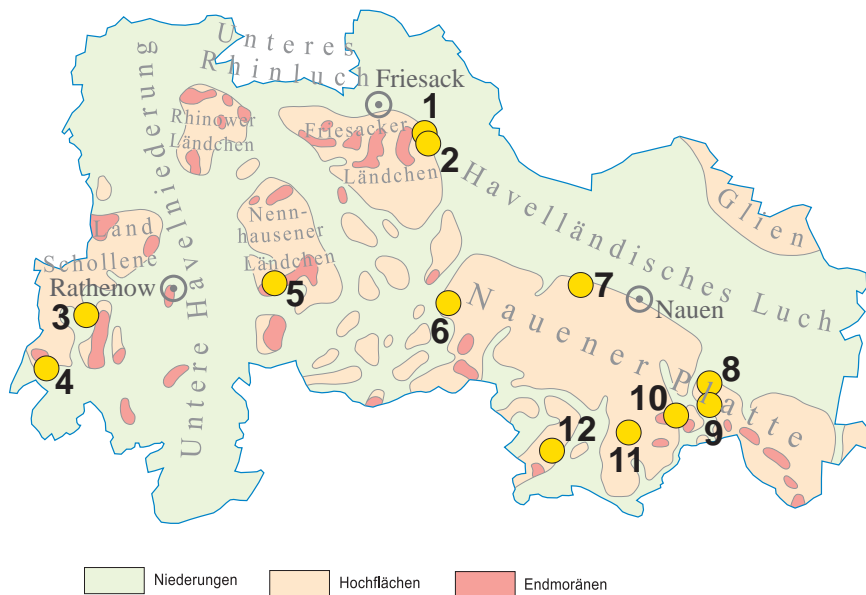 Unteres
Rhinluch
Friesack
1
2
Rhinower
Ländchen
Friesacker
Ländchen
Havelländisches Luch
Glien
Untere Havelniederung
Land
Schollene
Rathenow
Nenn-
hausener
Ländchen
3
4
5
6
7
Nauen
Nauener Platte
8
9
10
11
12
Niederungen
Hochflächen
Endmoränen